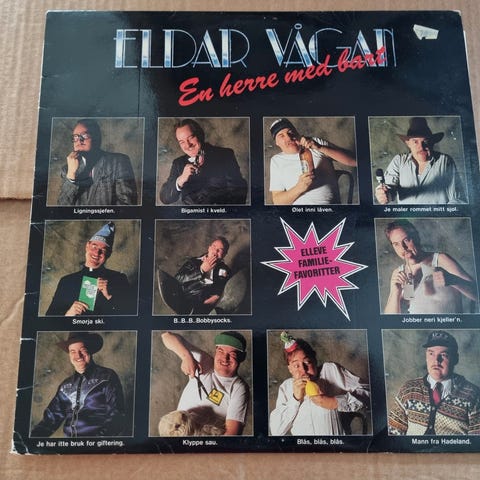 ELDAR VÅGAN
En herre med bart
Ligningssjefen.
Bigamist i kveld.
Ølet inni låven.
Je maler rommet mitt sjøl.
Smørja ski.
B..B..B..Bobbysocks.
ELLEVE
FAMILIE-
FAVORITTER
Jobber neri kjeller'n.
Je har itte bruk for giftering.
Klyppe sau.
Blås, blås, blås.
Mann fra Hadeland.